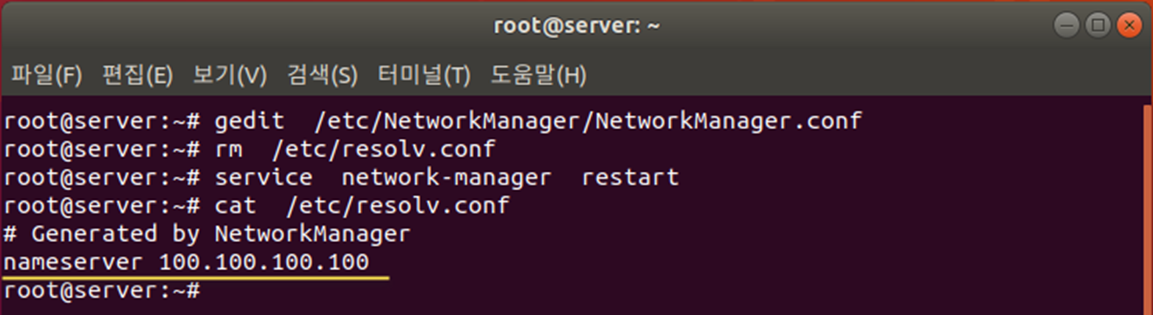 root@server: ~
파일(F) 편집(E) 보기(V) 검색(S) 터미널(T) 도움말(H)
root@server:~# gedit  /etc/NetworkManager/NetworkManager.conf
root@server:~# rm  /etc/resolv.conf
root@server:~# service  network-manager  restart
root@server:~# cat  /etc/resolv.conf
# Generated by NetworkManager
nameserver 100.100.100.100
root@server:~#